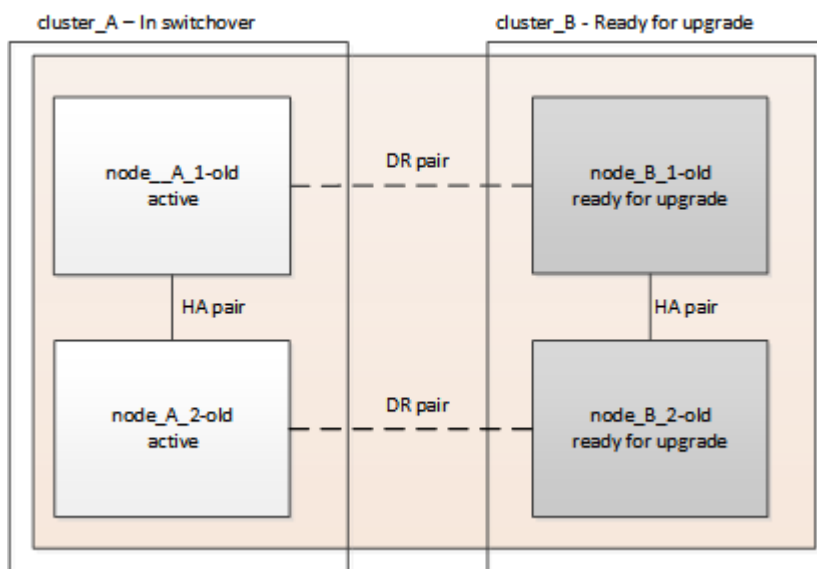 cluster_A – In switchover
cluster_B - Ready for upgrade
node__A_1-old
active
DR pair
node_B_1-old
ready for upgrade
HA pair
HA pair
node_A_2-old
active
DR pair
node_B_2-old
ready for upgrade